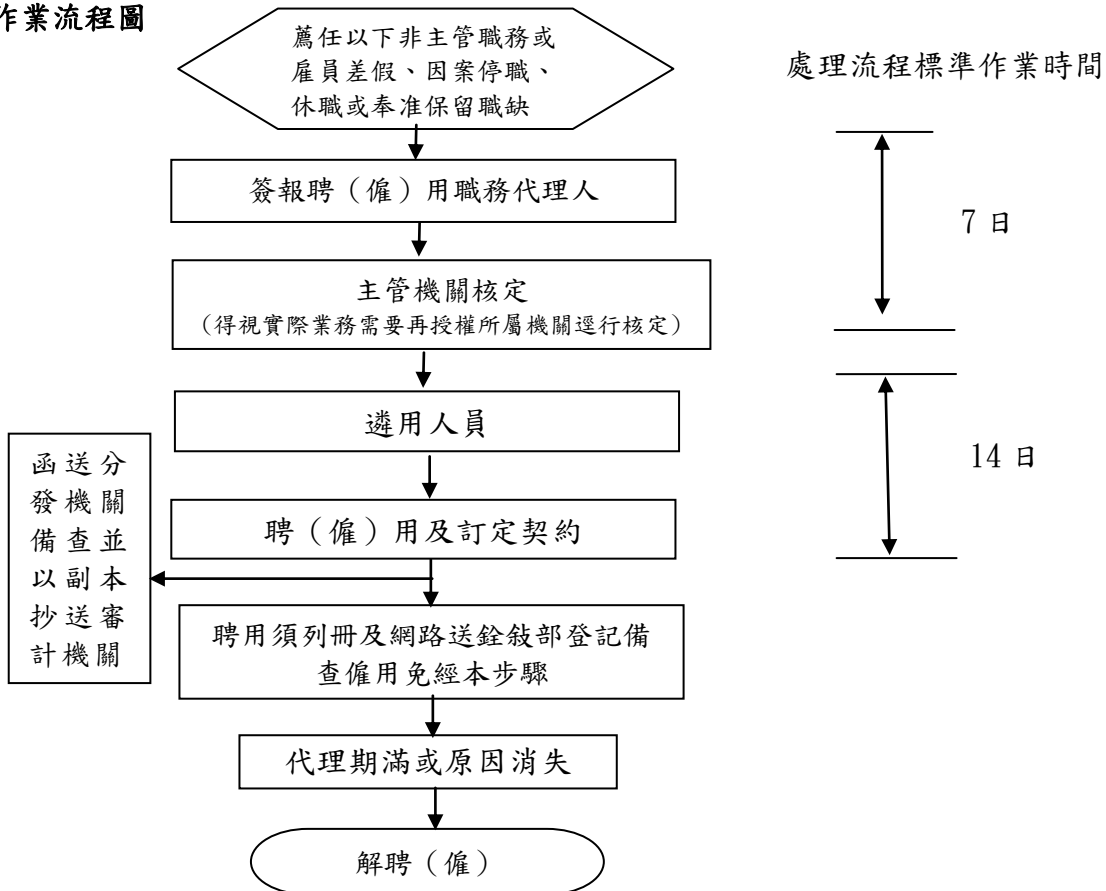 作業流程圖
薦任以下非主管職務或
雇員差假、因案停職、
休職或奉准保留職缺
處理流程標準作業時間
簽報聘（僱）用職務代理人
7 日
主管機關核定
（得視實際業務需要再授權所屬機關逕行核定）
遴用人員
14 日
函送分
發機關
備查並
以副本
抄送審
計機關
聘（僱）用及訂定契約
聘用須列冊及網路送銓敍部登記備
查僱用免經本步驟
代理期滿或原因消失
解聘（僱）